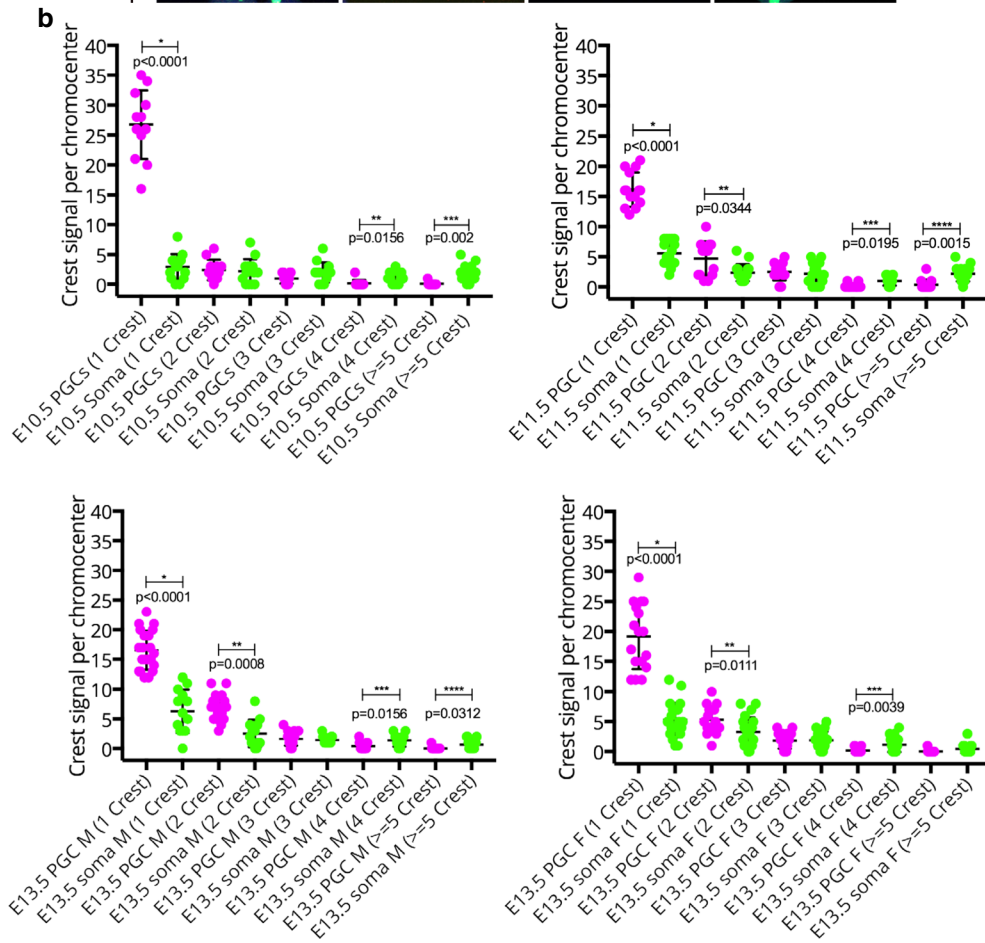 b
Crest signal per chromocenter
40
35
30
25
20
15
10
5
0
*
p<0.0001
**
p=0.0156
***
p=0.002
E10.5 PGCs (1 Crest)
E10.5 Soma (1 Crest)
E10.5 PGCs (2 Crest)
E10.5 Soma (2 Crest)
E10.5 PGCs (3 Crest)
E10.5 Soma (3 Crest)
E10.5 PGCs (4 Crest)
E10.5 Soma (4 Crest)
E10.5 PGCs (>=5 Crest)
E10.5 Soma (>=5 Crest)
Crest signal per chromocenter
40
35
30
25
20
15
10
5
0
*
p<0.0001
**
p=0.0344
***
p=0.0195
****
p=0.0015
E11.5 PGC (1 Crest)
E11.5 soma (1 Crest)
E11.5 PGC (2 Crest)
E11.5 soma (2 Crest)
E11.5 PGC (3 Crest)
E11.5 soma (3 Crest)
E11.5 PGC (4 Crest)
E11.5 soma (4 Crest)
E11.5 PGC (>=5 Crest)
E11.5 soma (>=5 Crest)
Crest signal per chromocenter
40
35
30
25
20
15
10
5
0
*
p<0.0001
**
p=0.0008
***
p=0.0156
****
p=0.0312
E13.5 PGC M (1 Crest)
E13.5 soma M (1 Crest)
E13.5 PGC M (2 Crest)
E13.5 soma M (2 Crest)
E13.5 PGC M (3 Crest)
E13.5 soma M (3 Crest)
E13.5 PGC M (4 Crest)
E13.5 soma M (4 Crest)
E13.5 PGC M (>=5 Crest)
E13.5 soma M (>=5 Crest)
Crest signal per chromocenter
40
35
30
25
20
15
10
5
0
*
p<0.0001
**
p=0.0111
***
p=0.0039
E13.5 PGC F (1 Crest)
E13.5 soma F (1 Crest)
E13.5 PGC F (2 Crest)
E13.5 soma F (2 Crest)
E13.5 PGC F (3 Crest)
E13.5 soma F (3 Crest)
E13.5 PGC F (4 Crest)
E13.5 soma F (4 Crest)
E13.5 PGC F (>=5 Crest)
E13.5 soma F (>=5 Crest)